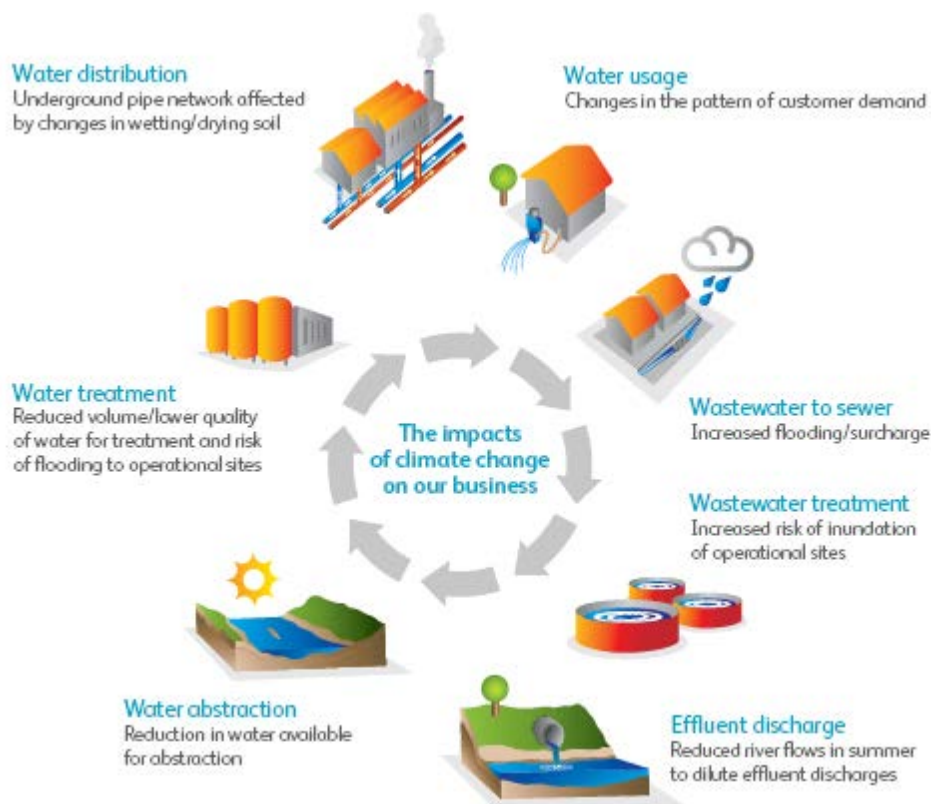 Water distribution
Underground pipe network affected
by changes in wetting/drying soil
Water usage
Changes in the pattern of customer demand
Water treatment
Reduced volume/lower quality
of water for treatment and risk
of flooding to operational sites
The impacts
of climate change
on our business
Wastewater to sewer
Increased flooding/surcharge
Wastewater treatment
Increased risk of inundation
of operational sites
Water abstraction
Reduction in water available
for abstraction
Effluent discharge
Reduced river flows in summer
to dilute effluent discharges